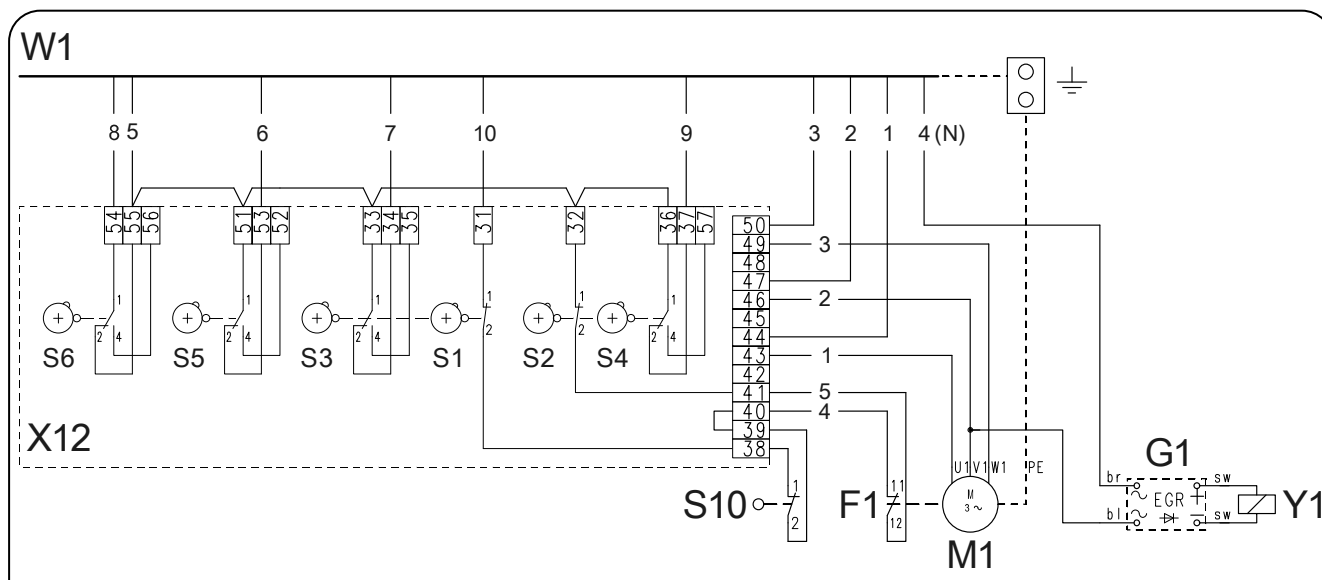 W1
8 5 6 7 10 9 3 2 1 4 (N)
54 55 56 51 53 52 33 34 35 31 32 36 37 57
50
49 3
48
47
46 2
45
44
43 1
42
41 5
40 4
39
38
1 2 4 1 2 4 1 2 4 1 2 1 2 1 2 4
S6 S5 S3 S1 S2 S4
X12
U1 V1 W1 PE
M
3 ~
S10
1
2
F1
11
12
M1
G1
br
bl
EGR
+
−
sw
sw
Y1